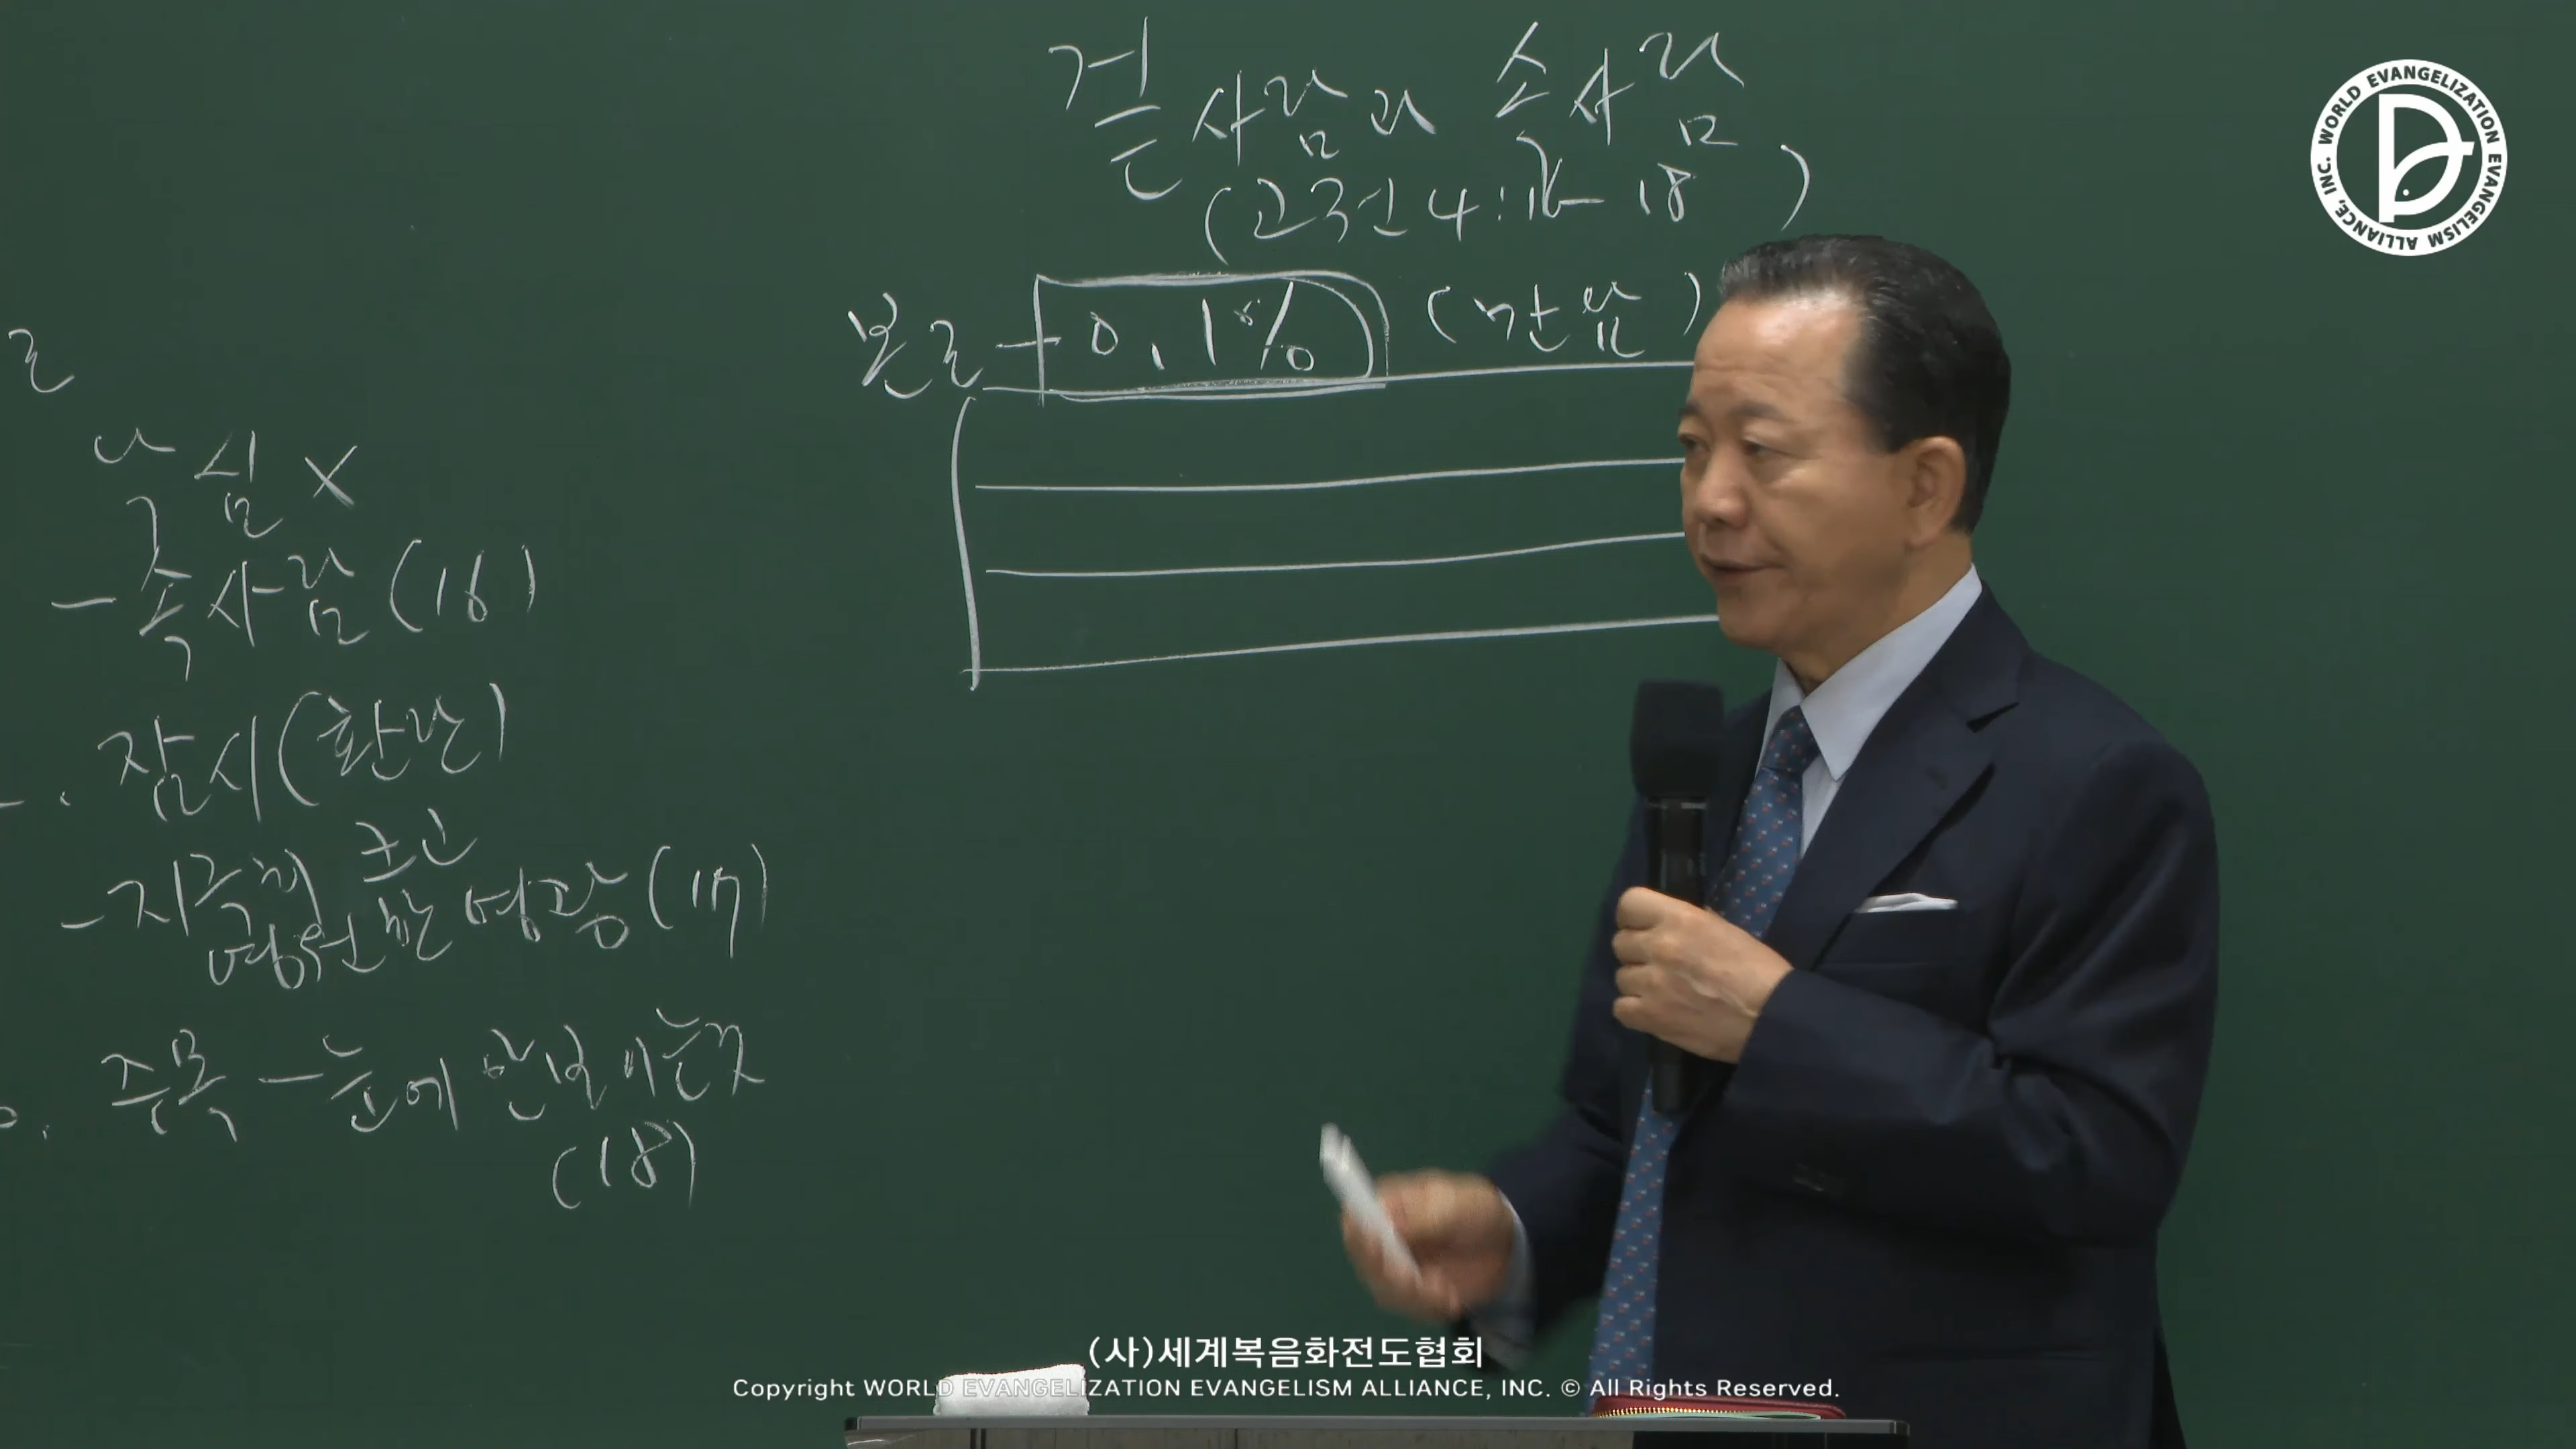 겉사람과 속사람
(고후전 4:16-18)
본론 - 0.1% (간단)
낙심 X
- 속사람 (16)
잠시 (환난)
- 지극히 크고
영원한 영광 (17)
주목 - 눈에 안보이는것
(18)
WORLD EVANGELIZATION EVANGELISM ALLIANCE, INC.
(사)세계복음화전도협회
Copyright WORLD EVANGELIZATION EVANGELISM ALLIANCE, INC. © All Rights Reserved.